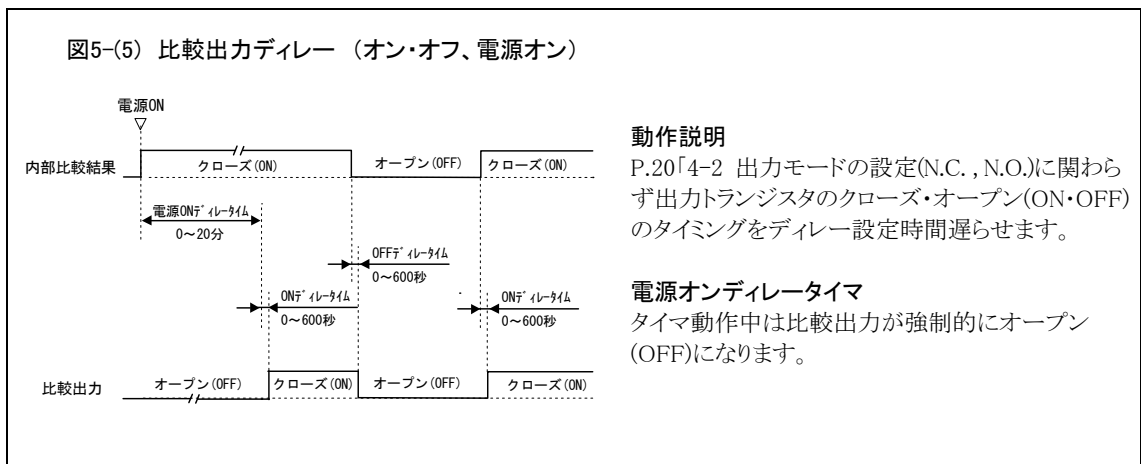 図5-(5) 比較出力ディレー (オン・オフ、電源オン)
電源ON
内部比較結果
クローズ(ON)
オープン(OFF)
クローズ(ON)
電源ONディレータイム
0～20分
OFFディレータイム
0～600秒
ONディレータイム
0～600秒
ONディレータイム
0～600秒
比較出力
オープン(OFF)
クローズ(ON)
オープン(OFF)
クローズ(ON)
動作説明
P.20「4-2 出力モードの設定(N.C. , N.O.)に関わら
ず出力トランジスタのクローズ・オープン(ON・OFF)
のタイミングをディレー設定時間遅らせます。
電源オンディレータイマ
タイマ動作中は比較出力が強制的にオープン
(OFF)になります。